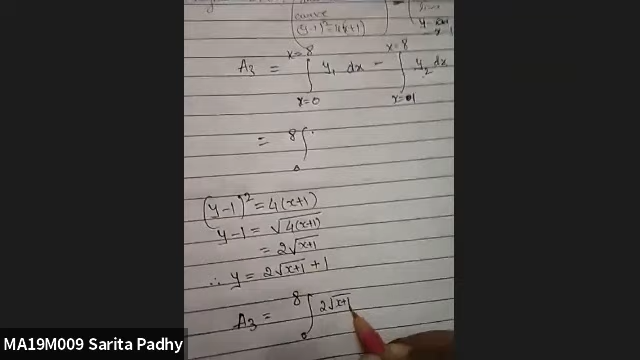 curve
(y-1)² = 4(x+1)
x=8 x=8
A₃ = ∫ y₁ dx - ∫ y₂ dx
x=0 x=1
= 8∫
0
(y-1)² = 4(x+1)
y-1 = √4(x+1)
= 2√x+1
∴ y = 2√x+1 + 1
A₃ = 8∫0 2√x+1
MA19M009 Sarita Padhy